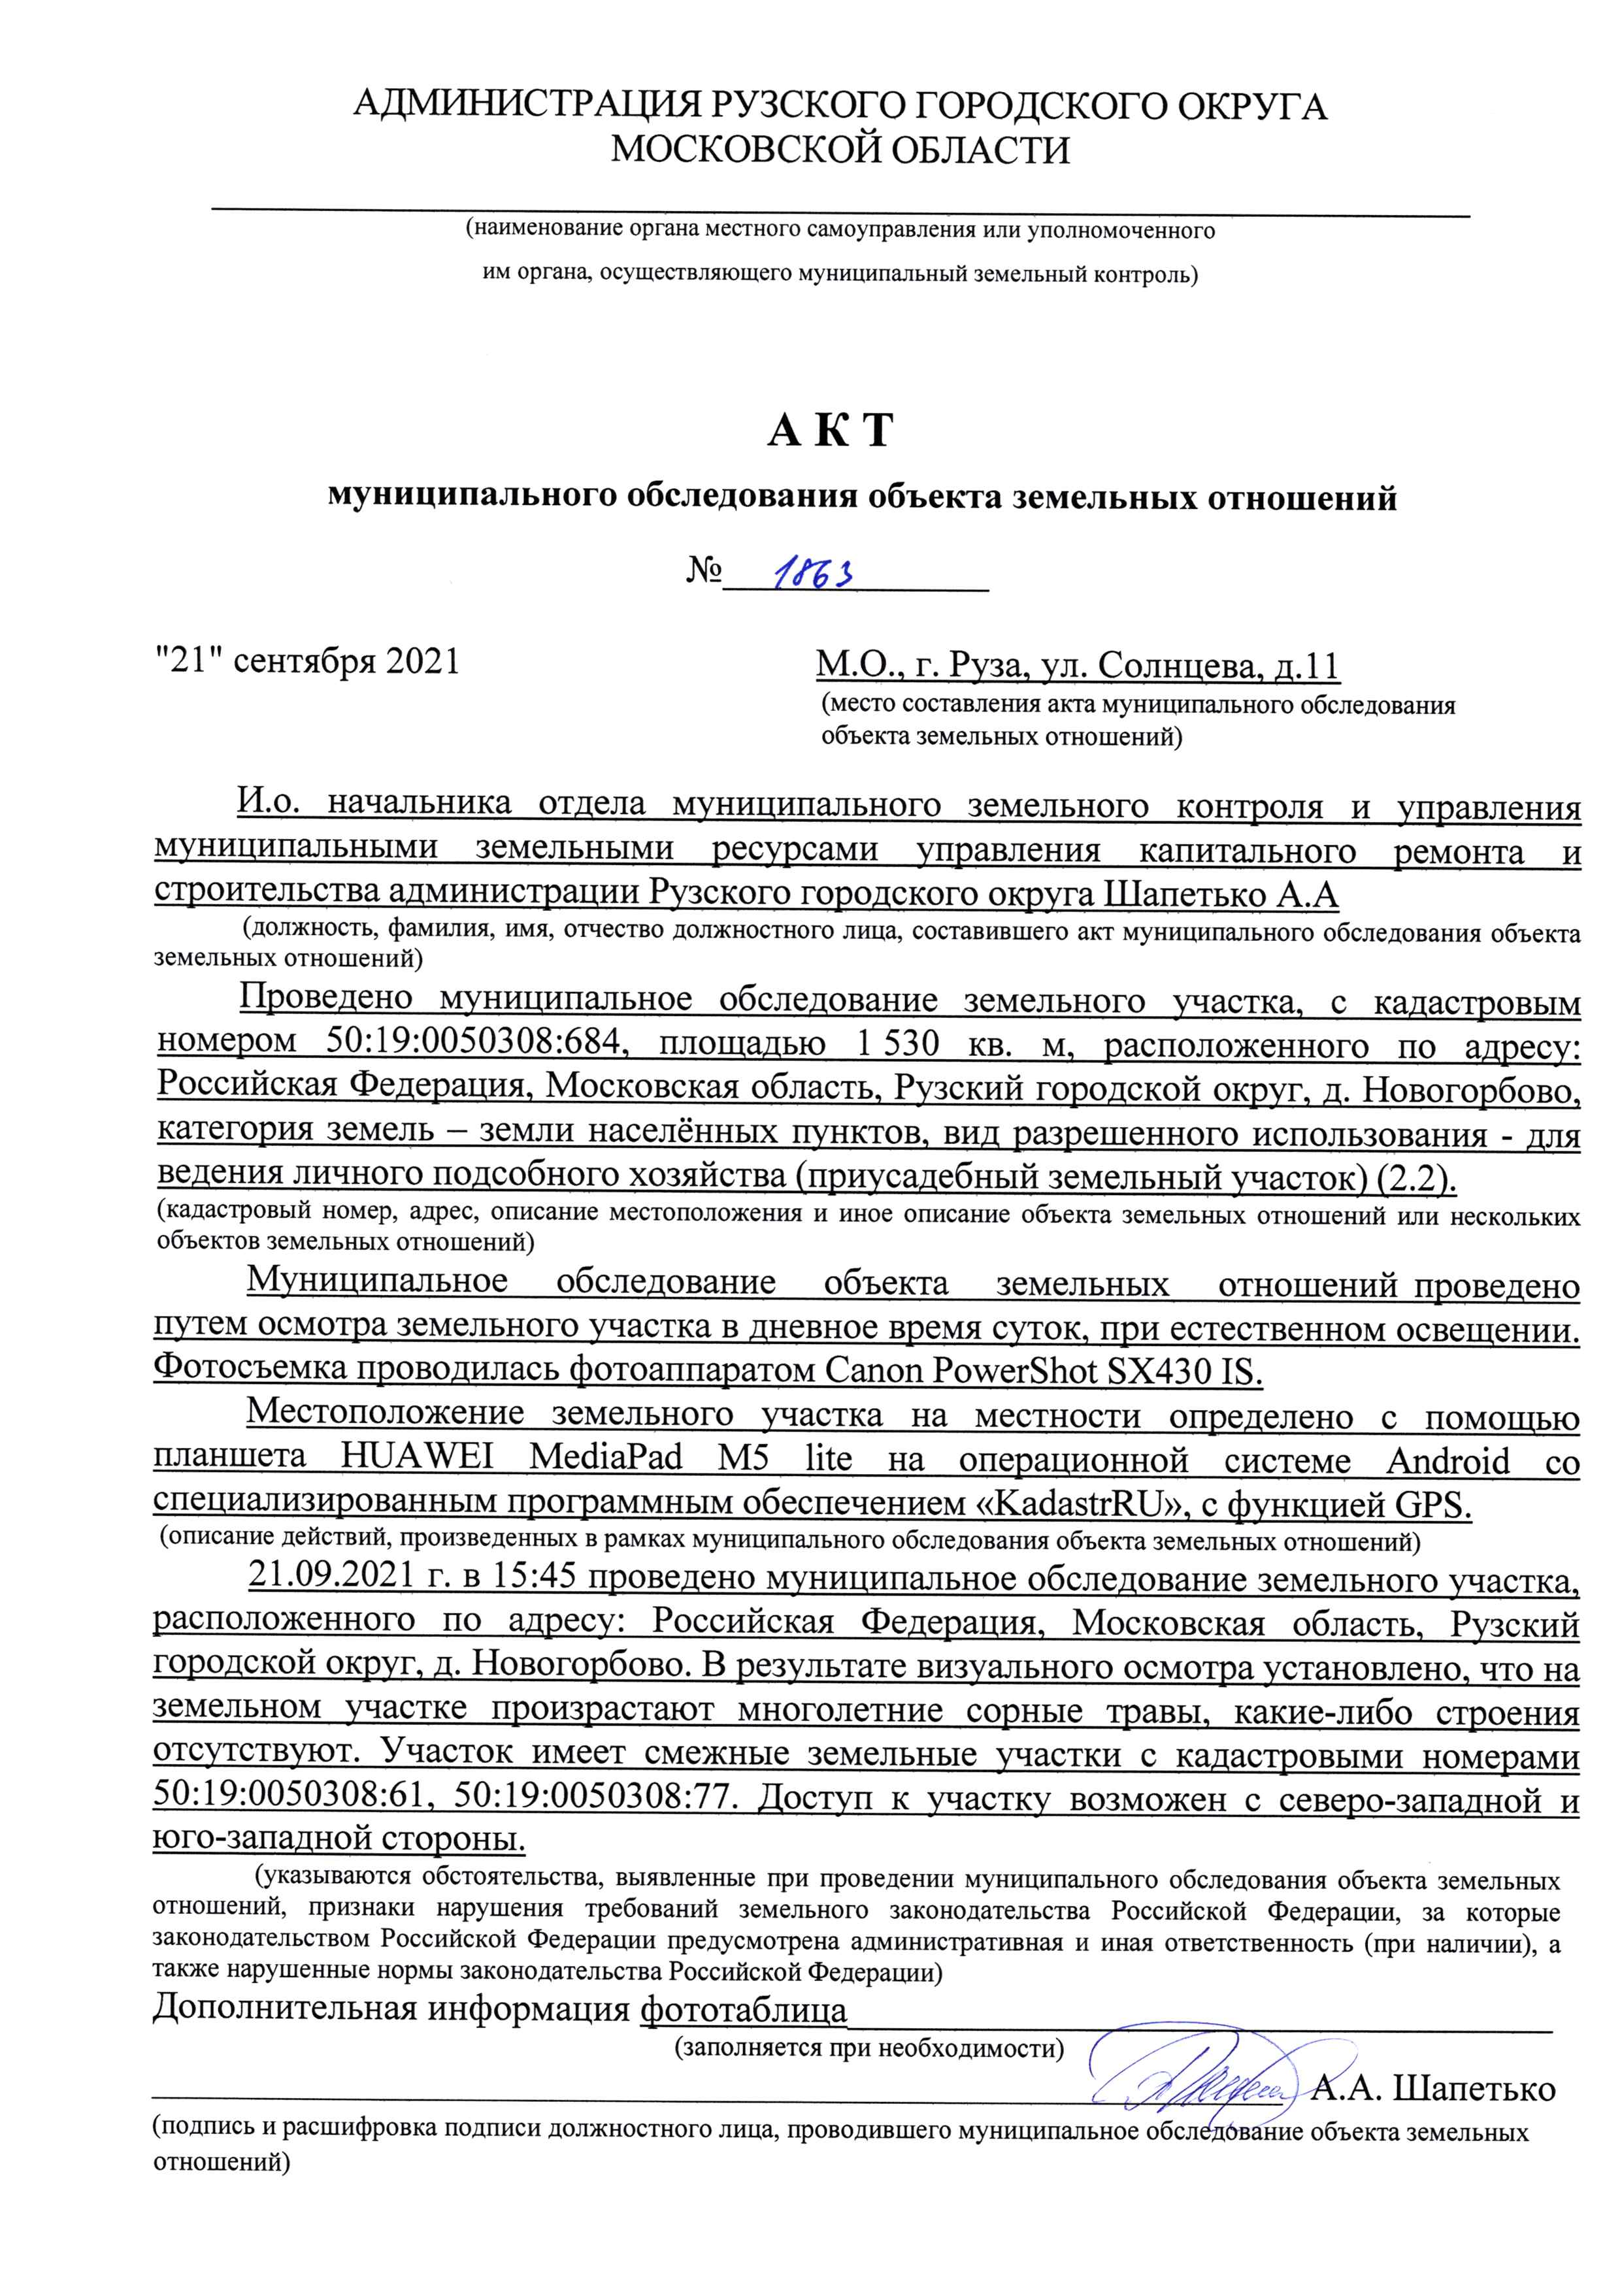 АДМИНИСТРАЦИЯ РУЗСКОГО ГОРОДСКОГО ОКРУГА
МОСКОВСКОЙ ОБЛАСТИ
(наименование органа местного самоуправления или уполномоченного
им органа, осуществляющего муниципальный земельный контроль)
А К Т
муниципального обследования объекта земельных отношений
№ 1863
"21" сентября 2021
М.О., г. Руза, ул. Солнцева, д.11
(место составления акта муниципального обследования
объекта земельных отношений)
И.о. начальника отдела муниципального земельного контроля и управления
муниципальными земельными ресурсами управления капитального ремонта и
строительства администрации Рузского городского округа Шапетько А.А
(должность, фамилия, имя, отчество должностного лица, составившего акт муниципального обследования объекта
земельных отношений)
Проведено муниципальное обследование земельного участка, с кадастровым
номером 50:19:0050308:684, площадью 1 530 кв. м, расположенного по адресу:
Российская Федерация, Московская область, Рузский городской округ, д. Новогорбово,
категория земель – земли населённых пунктов, вид разрешенного использования - для
ведения личного подсобного хозяйства (приусадебный земельный участок) (2.2).
(кадастровый номер, адрес, описание местоположения и иное описание объекта земельных отношений или нескольких
объектов земельных отношений)
Муниципальное обследование объекта земельных отношений проведено
путем осмотра земельного участка в дневное время суток, при естественном освещении.
Фотосъемка проводилась фотоаппаратом Canon PowerShot SX430 IS.
Местоположение земельного участка на местности определено с помощью
планшета HUAWEI MediaPad M5 lite на операционной системе Android со
специализированным программным обеспечением «KadastrRU», с функцией GPS.
(описание действий, произведенных в рамках муниципального обследования объекта земельных отношений)
21.09.2021 г. в 15:45 проведено муниципальное обследование земельного участка,
расположенного по адресу: Российская Федерация, Московская область, Рузский
городской округ, д. Новогорбово. В результате визуального осмотра установлено, что на
земельном участке произрастают многолетние сорные травы, какие-либо строения
отсутствуют. Участок имеет смежные земельные участки с кадастровыми номерами
50:19:0050308:61, 50:19:0050308:77. Доступ к участку возможен с северо-западной и
юго-западной стороны.
(указываются обстоятельства, выявленные при проведении муниципального обследования объекта земельных
отношений, признаки нарушения требований земельного законодательства Российской Федерации, за которые
законодательством Российской Федерации предусмотрена административная и иная ответственность (при наличии), а
также нарушенные нормы законодательства Российской Федерации)
Дополнительная информация фототаблица
(заполняется при необходимости)
А.А. Шапетько
(подпись и расшифровка подписи должностного лица, проводившего муниципальное обследование объекта земельных
отношений)